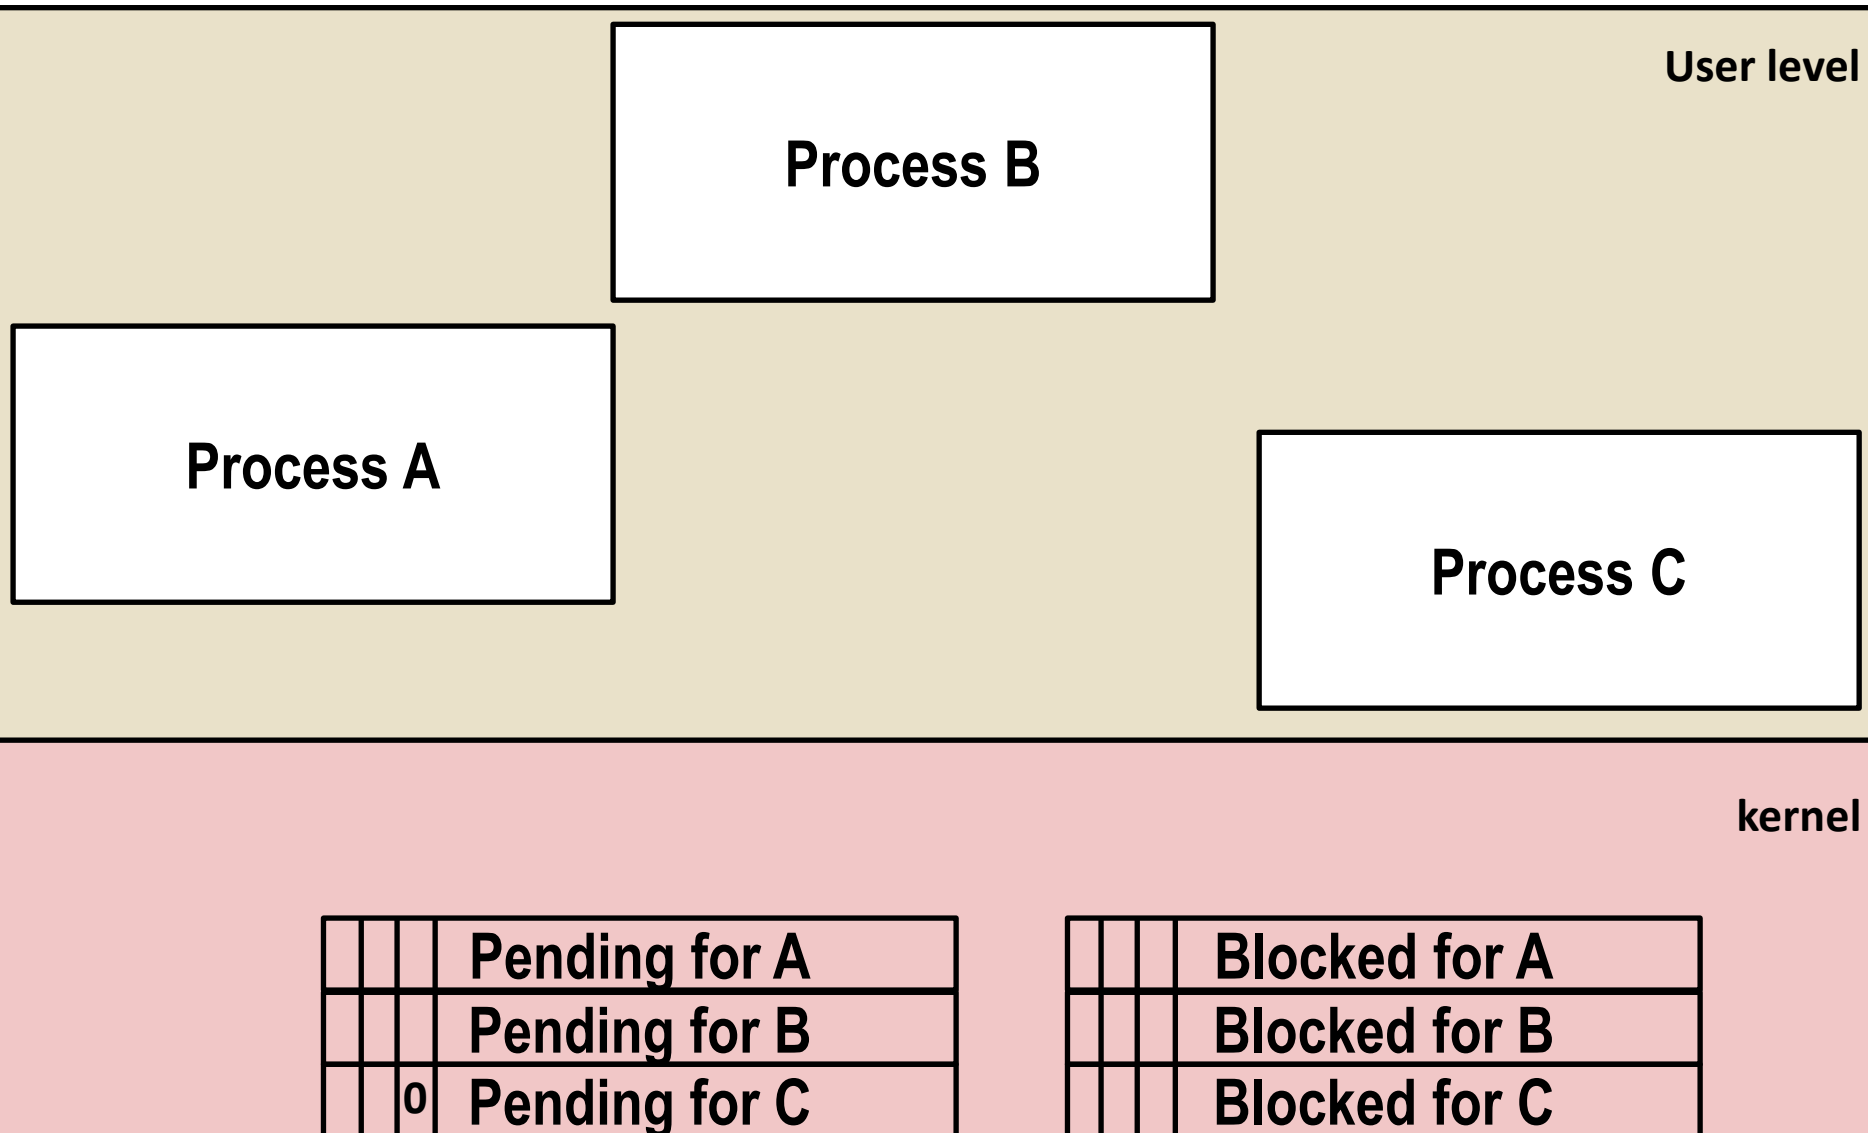 User level
Process B
Process A
Process C
kernel
Pending for A
Blocked for A
Pending for B
Blocked for B
0 Pending for C
Blocked for C